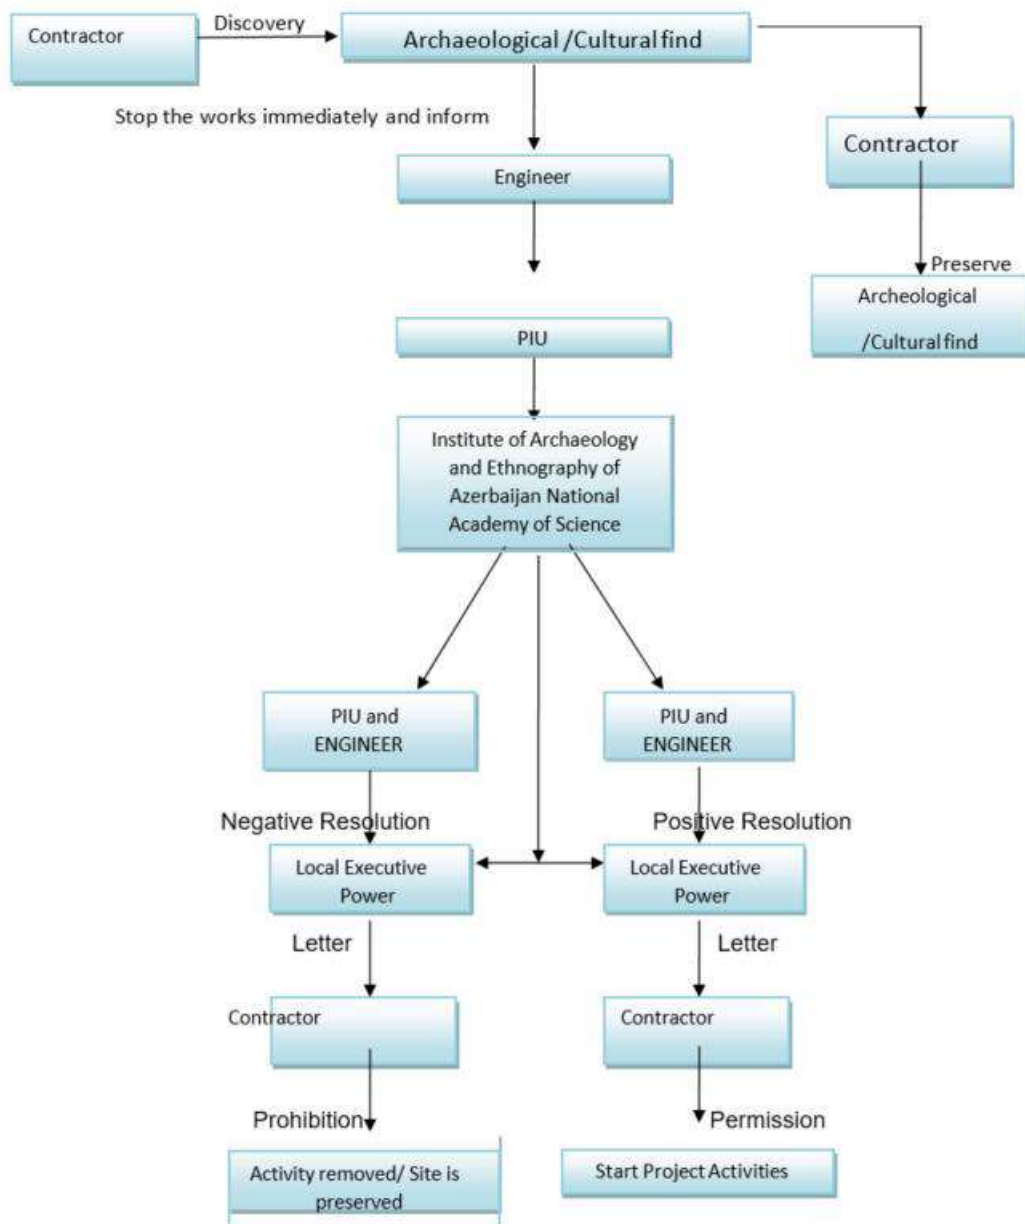 Contractor
Discovery
Archaeological /Cultural find
Stop the works immediately and inform
Contractor
Engineer
Preserve
Archeological
/Cultural find
PIU
Institute of Archaeology
and Ethnography of
Azerbaijan National
Academy of Science
PIU and
ENGINEER
PIU and
ENGINEER
Negative Resolution
Positive Resolution
Local Executive
Power
Local Executive
Power
Letter
Letter
Contractor
Contractor
Prohibition
Permission
Activity removed/ Site is
preserved
Start Project Activities